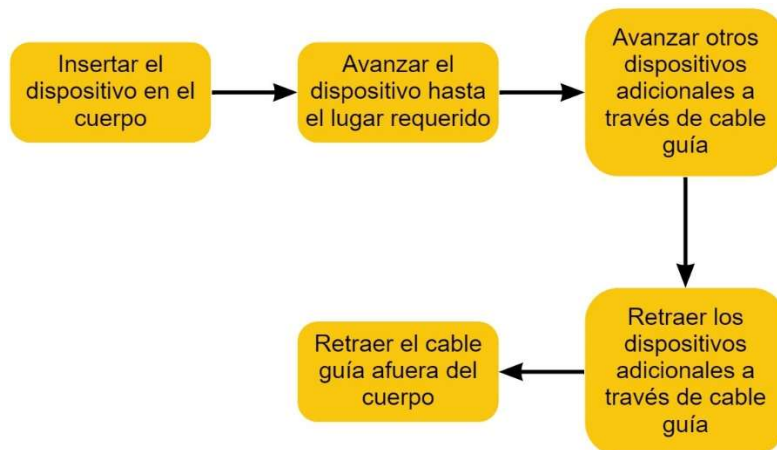 Insertar el
dispositivo en el
cuerpo
Avanzar el
dispositivo hasta
el lugar requerido
Avanzar otros
dispositivos
adicionales a
través de cable
guía
Retraer los
dispositivos
adicionales a
través de cable
guía
Retraer el cable
guía afuera del
cuerpo